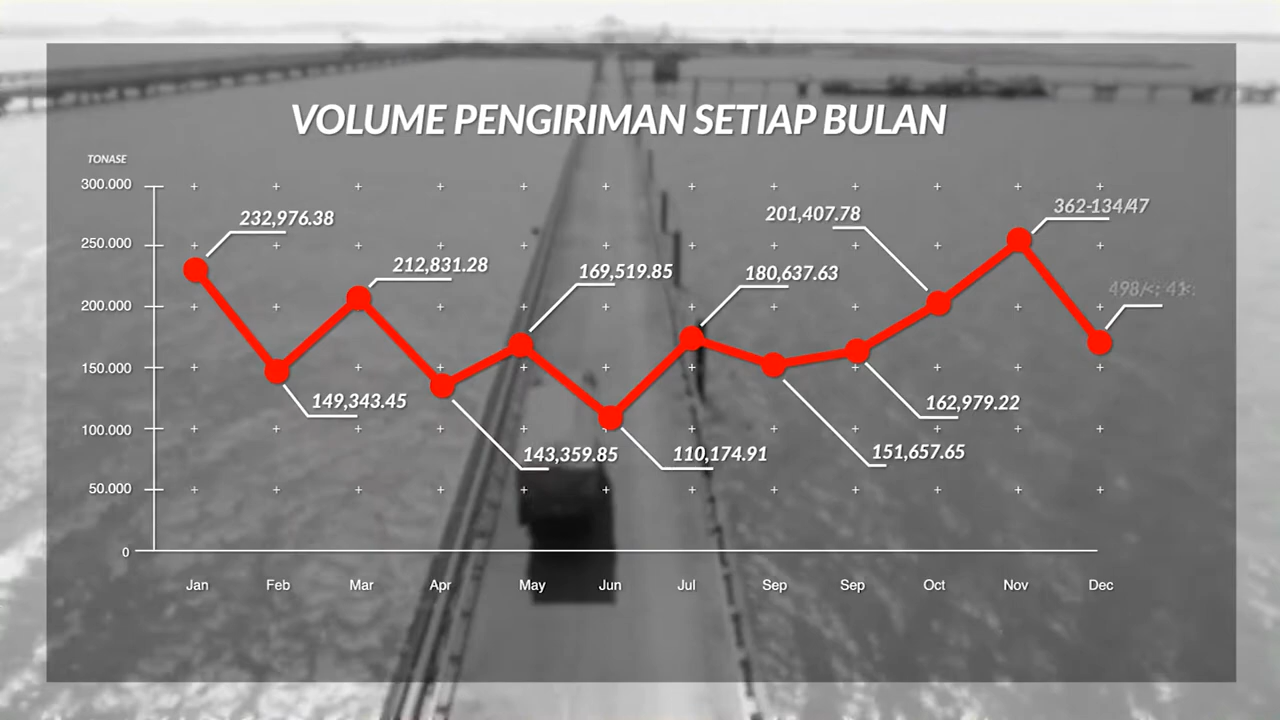 VOLUME PENGIRIMAN SETIAP BULAN
TONASE
300.000
250.000
200.000
150.000
100.000
50.000
0
232,976.38
149,343.45
212,831.28
143,359.85
169,519.85
110,174.91
180,637.63
151,657.65
162,979.22
201,407.78
Jan
Feb
Mar
Apr
May
Jun
Jul
Sep
Sep
Oct
Nov
Dec